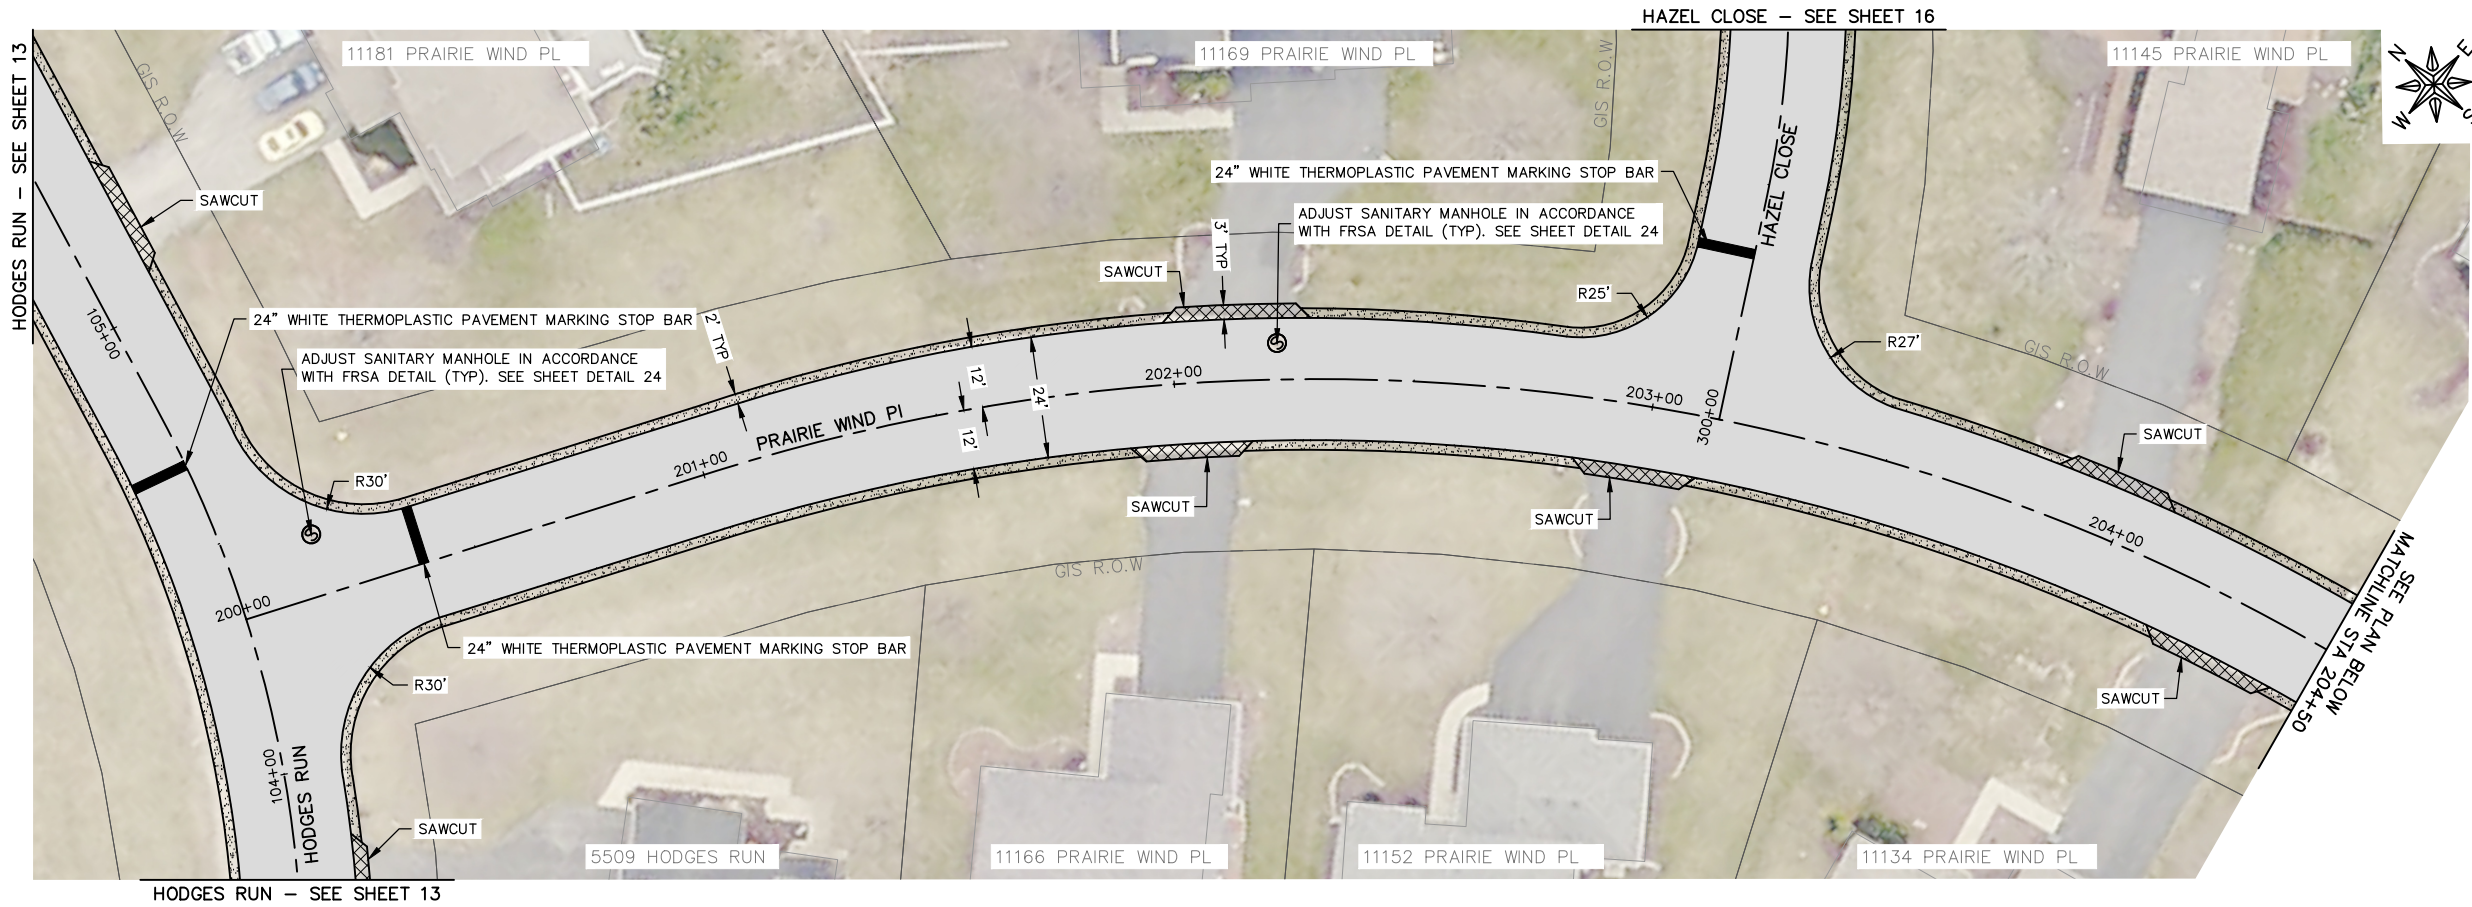 HAZEL CLOSE – SEE SHEET 16
HODGES RUN – SEE SHEET 13
11181 PRAIRIE WIND PL
11169 PRAIRIE WIND PL
11145 PRAIRIE WIND PL
N
E
W
S
GIS R.O.W
GIS R.O.W
SAWCUT
24" WHITE THERMOPLASTIC PAVEMENT MARKING STOP BAR
HAZEL CLOSE
ADJUST SANITARY MANHOLE IN ACCORDANCE
WITH FRSA DETAIL (TYP). SEE SHEET DETAIL 24
3' TYP
SAWCUT
R25'
105+00
24" WHITE THERMOPLASTIC PAVEMENT MARKING STOP BAR
2' TYP
ADJUST SANITARY MANHOLE IN ACCORDANCE
WITH FRSA DETAIL (TYP). SEE SHEET DETAIL 24
R27'
GIS R.O.W
12'
24'
12'
202+00
203+00
300+00
PRAIRIE WIND Pl
201+00
SAWCUT
R30'
S
S
SAWCUT
SAWCUT
204+00
GIS R.O.W
200+00
24" WHITE THERMOPLASTIC PAVEMENT MARKING STOP BAR
R30'
SAWCUT
MATCHLINE STA 204+50
SEE PLAN BELOW
104+00
HODGES RUN
SAWCUT
5509 HODGES RUN
11166 PRAIRIE WIND PL
11152 PRAIRIE WIND PL
11134 PRAIRIE WIND PL
HODGES RUN – SEE SHEET 13